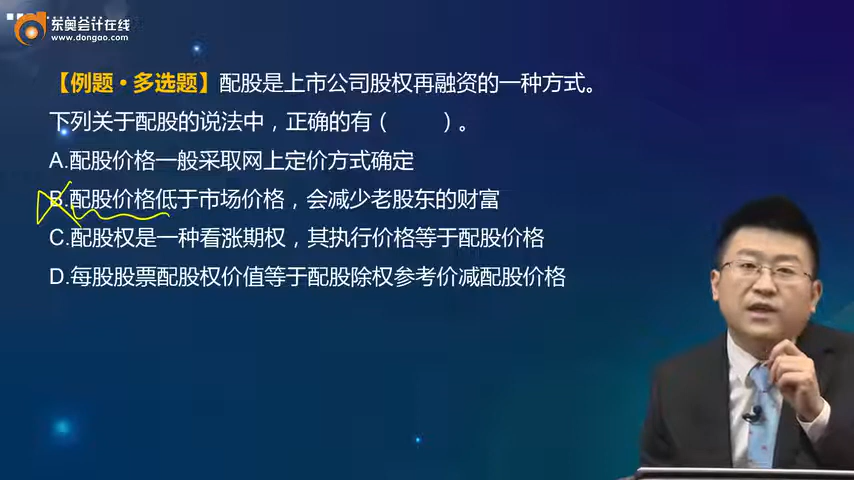 东奥会计在线
www.dongao.com
【例题·多选题】配股是上市公司股权再融资的一种方式。
下列关于配股的说法中，正确的有（　　）。
A.配股价格一般采取网上定价方式确定
B.配股价格低于市场价格，会减少老股东的财富
C.配股权是一种看涨期权，其执行价格等于配股价格
D.每股股票配股权价值等于配股除权参考价减配股价格